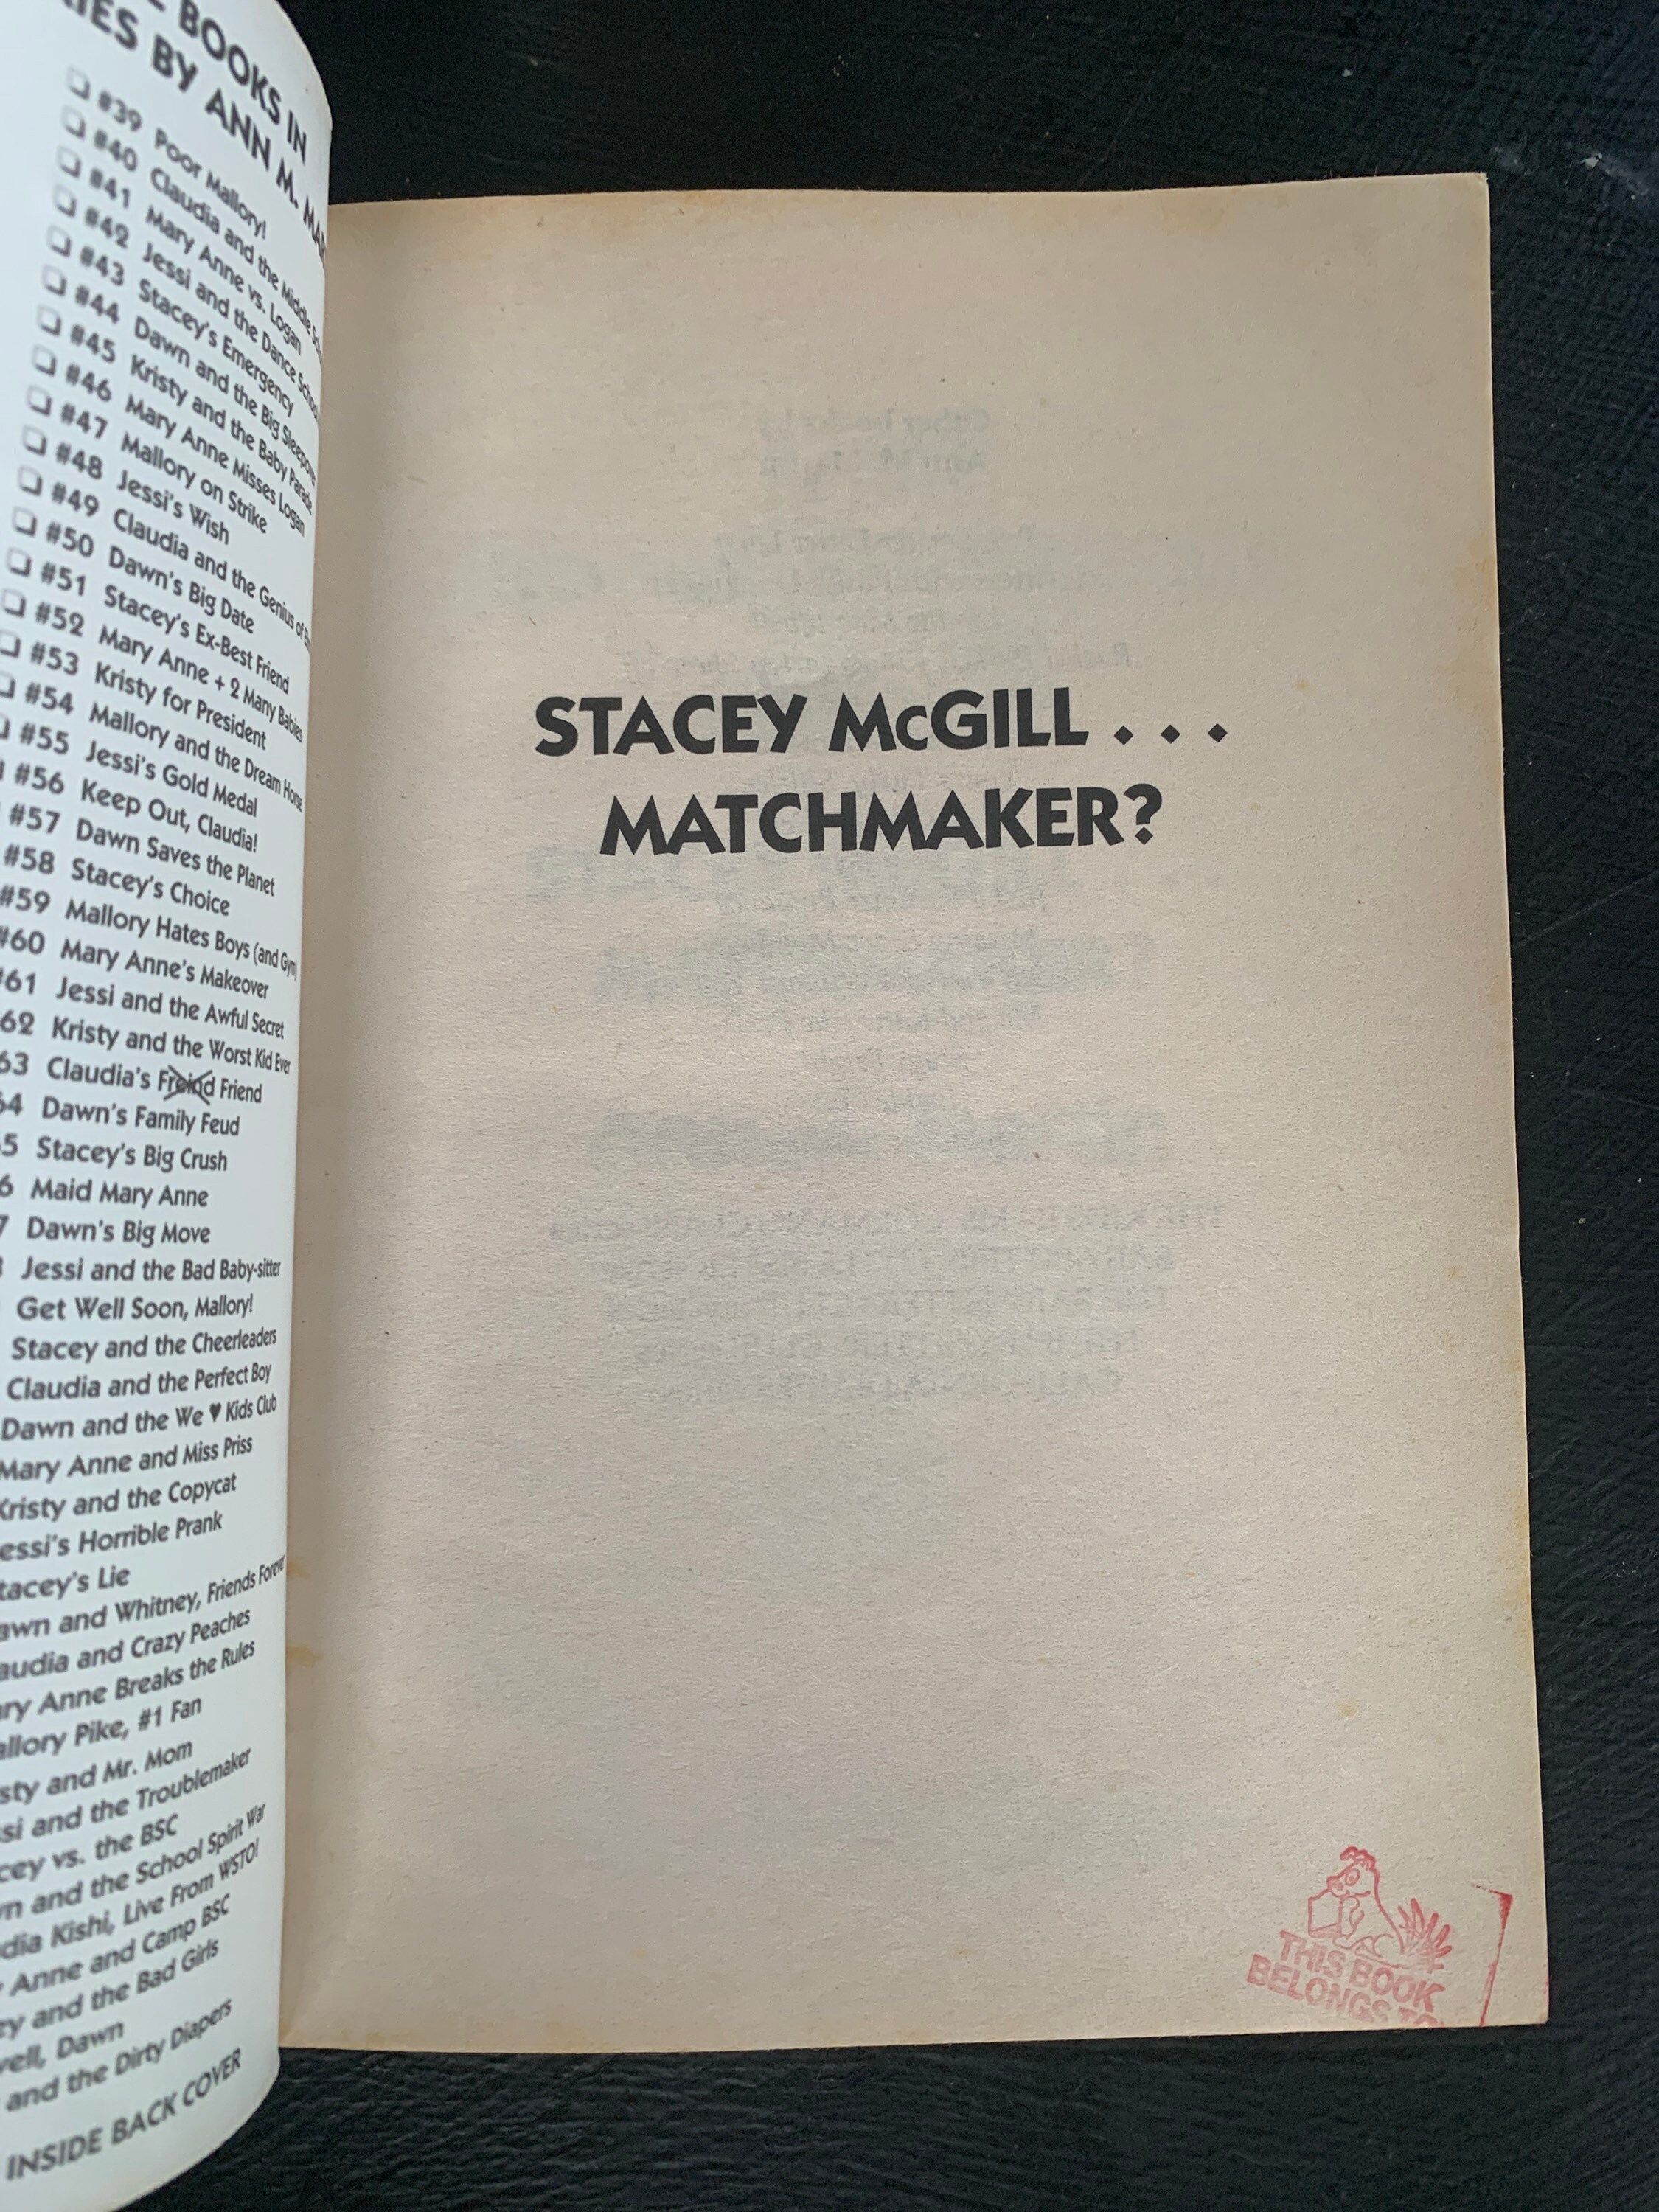 BOOKS IN
BY ANN M.
#39 Poor Mallory!
#40 Claudia and the Middle
#41 Mary Anne vs. Logan
#42 Jessi and the Dance School
#43 Stacey's Emergency
#44 Dawn and the Big
#45 Kristy and the Baby Parade
#46 Mary Anne Misses Logan
#47 Mallory on Strike
#48 Jessi's Wish
#49 Claudia and the Genius of
#50 Dawn's Big Date
#51 Stacey's Ex-Best Friend
#52 Mary Anne + 2 Many Babies
#53 Kristy for President
#54 Mallory and the Dream Horse
#55 Jessi's Gold Medal
#56 Keep Out, Claudia!
#57 Dawn Saves the Planet
#58 Stacey's Choice
#59 Mallory Hates Boys (and Gym)
#60 Mary Anne's Makeover
#61 Jessi and the Awful Secret
62 Kristy and the Worst Kid Ever
63 Claudia's Freind Friend
64 Dawn's Family Feud
5 Stacey's Big Crush
6 Maid Mary Anne
7 Dawn's Big Move
Jessi and the Bad Baby-sitter
Get Well Soon, Mallory!
Stacey and the Cheerleaders
Claudia and the Perfect Boy
Dawn and the We ♥ Kids Club
Mary Anne and Miss Priss
Kristy and the Copycat
essi's Horrible Prank
tacey's Lie
awn and Whitney, Friends Forever
audia and Crazy Peaches
ary Anne Breaks the Rules
allory Pike, #1 Fan
sty and Mr. Mom
si and the Troublemaker
cey vs. the BSC
n and the School Spirit War
dia Kishi, Live From WSTO!
Anne and Camp BSC
ey and the Bad Girls
well, Dawn
and the Dirty Diapers
INSIDE BACK COVER
STACEY McGILL . . .
MATCHMAKER?
THIS BOOK
BELONGS TO